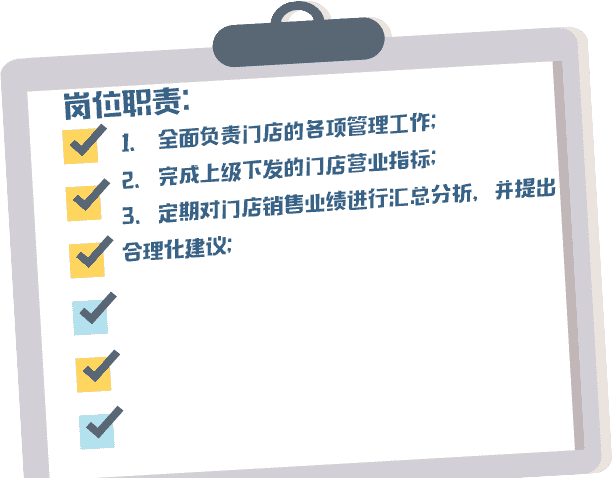 岗位职责:
1. 全面负责门店的各项管理工作;
2. 完成上级下发的门店营业指标;
3. 定期对门店销售业绩进行汇总分析, 并提出
合理化建议;